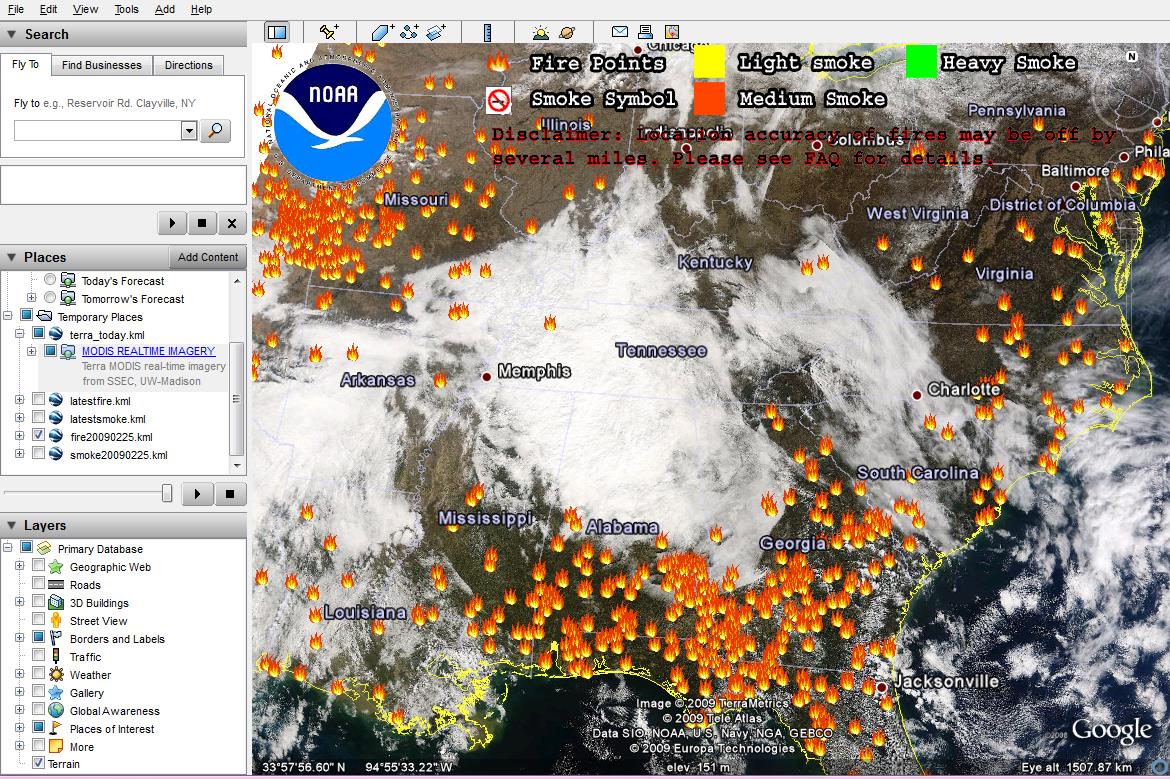 File Edit View Tools Add Help
Search
Fly To Find Businesses Directions
Fly to e.g., Reservoir Rd. Clayville, NY
Places Add Content
Today's Forecast
Tomorrow's Forecast
Temporary Places
terra_today.kml
MODIS REALTIME IMAGERY
Terra MODIS real-time imagery
from SSEC, UW-Madison
latestfire.kml
latestsmoke.kml
fire20090225.kml
smoke20090225.kml
Layers
Primary Database
Geographic Web
Roads
3D Buildings
Street View
Borders and Labels
Traffic
Weather
Gallery
Global Awareness
Places of Interest
More
Terrain
NOAA
Chicago
Fire Points Light smoke Heavy Smoke
N
Smoke Symbol Medium Smoke
Pennsylvania
Illinois
Disclaimer: Location accuracy of fires may be off by
Columbus
several miles. Please see FAQ for details.
Phila
Baltimore
Missouri
District of Columbia
West Virginia
Kentucky
Virginia
Tennessee
Memphis
Arkansas
Charlotte
South Carolina
Mississippi
Alabama
Georgia
Louisiana
Jacksonville
Image © 2009 TerraMetrics
© 2009 Tele Atlas
Data SIO, NOAA, U.S. Navy, NGA, GEBCO
© 2009 Europa Technologies
©2008 Google
33°57'56.60" N 94°55'33.22" W elev 151 m Eye alt 1507.87 km